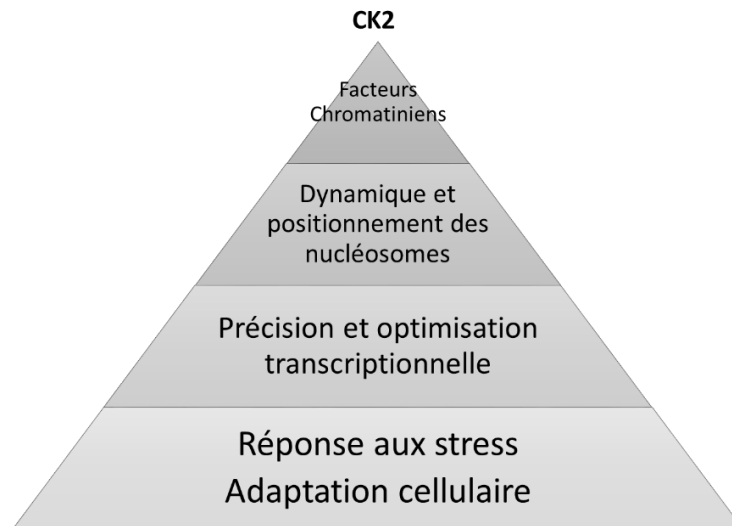 CK2
Facteurs
Chromatiniens
Dynamique et
positionnement des
nucléosomes
Précision et optimisation
transcriptionnelle
Réponse aux stress
Adaptation cellulaire